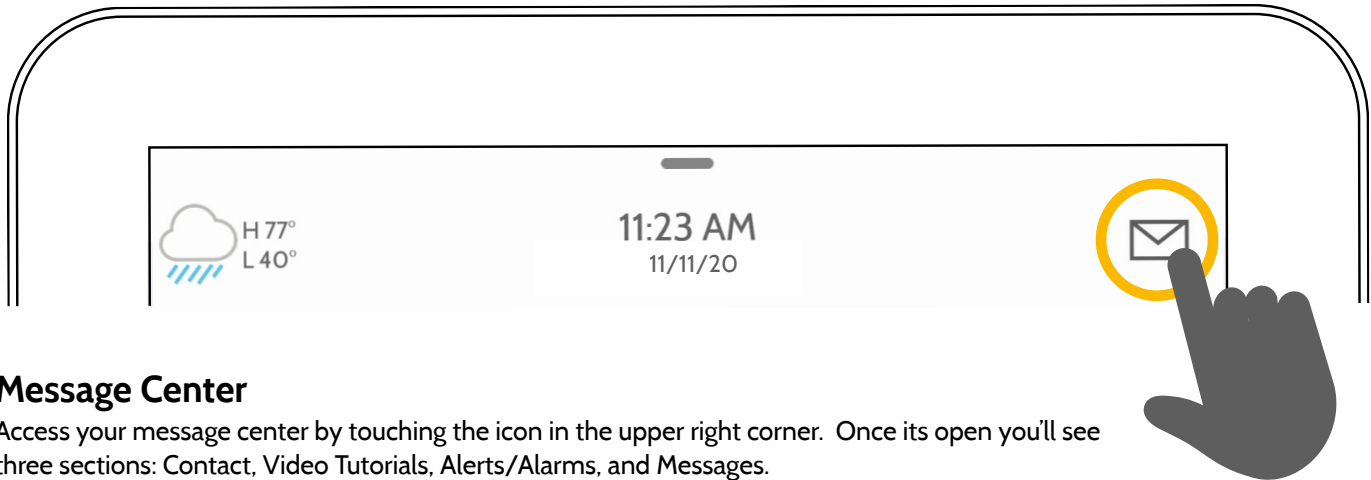 H 77°
L 40°
11:23 AM
11/11/20
Message Center
Access your message center by touching the icon in the upper right corner.  Once its open you'll see
three sections: Contact, Video Tutorials, Alerts/Alarms, and Messages.